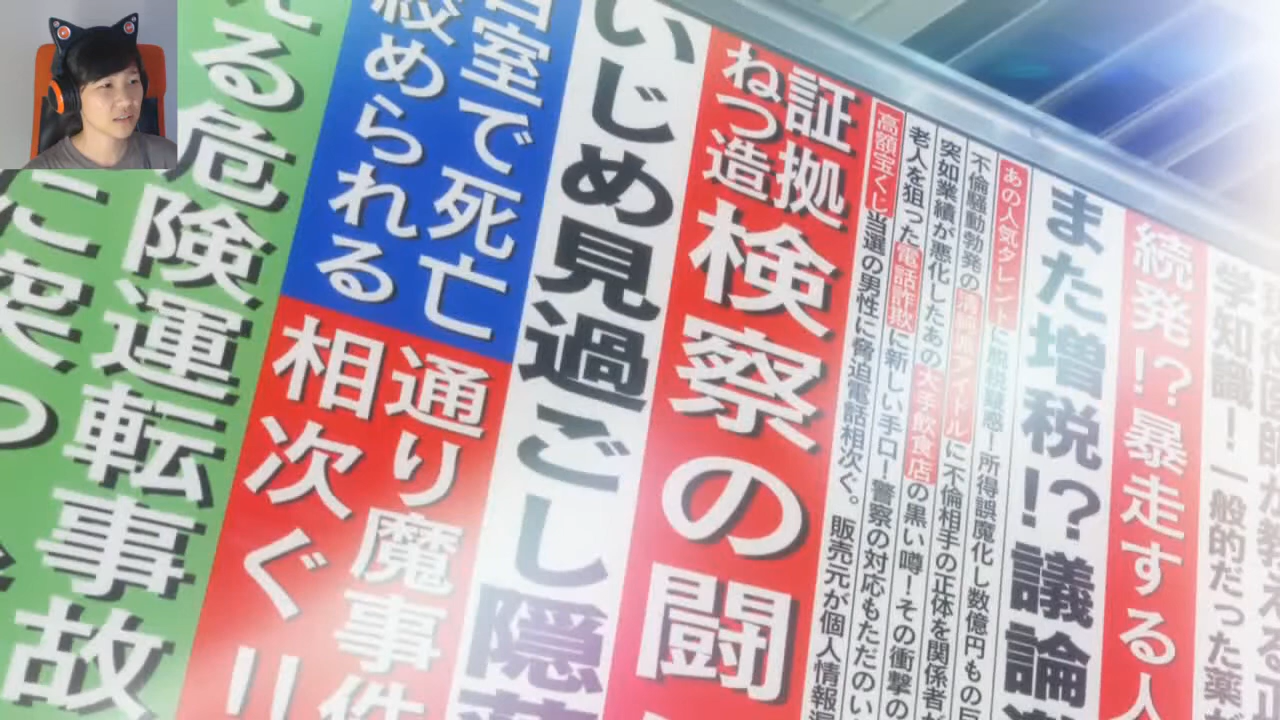 学知識!一般的だった薬
続発!?暴走する人
また増税!?議論
あの人気タレントに脱税疑惑!所得誤魔化し数億円もの
不倫騒動勃発の清純派アイドルに不倫相手の正体を関係者が
突如業績が悪化したあの大手飲食店の黒い噂!その衝撃の
老人を狙った電話詐欺に新しい手口!警察の対応もただのい
高額宝くじ当選の男性に脅迫電話相次ぐ。販売元が個人情報漏
証拠
ねつ造
検察の闇
いじめ見過ごし隠
室で死亡
絞められる
通り魔事件
相次ぐ!!
える危険運転事故